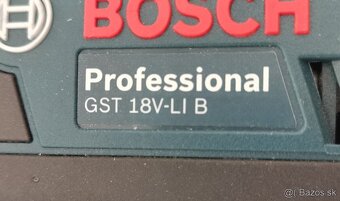 BOSCH
Professional
GST 18V-LI B
© Bazos.sk